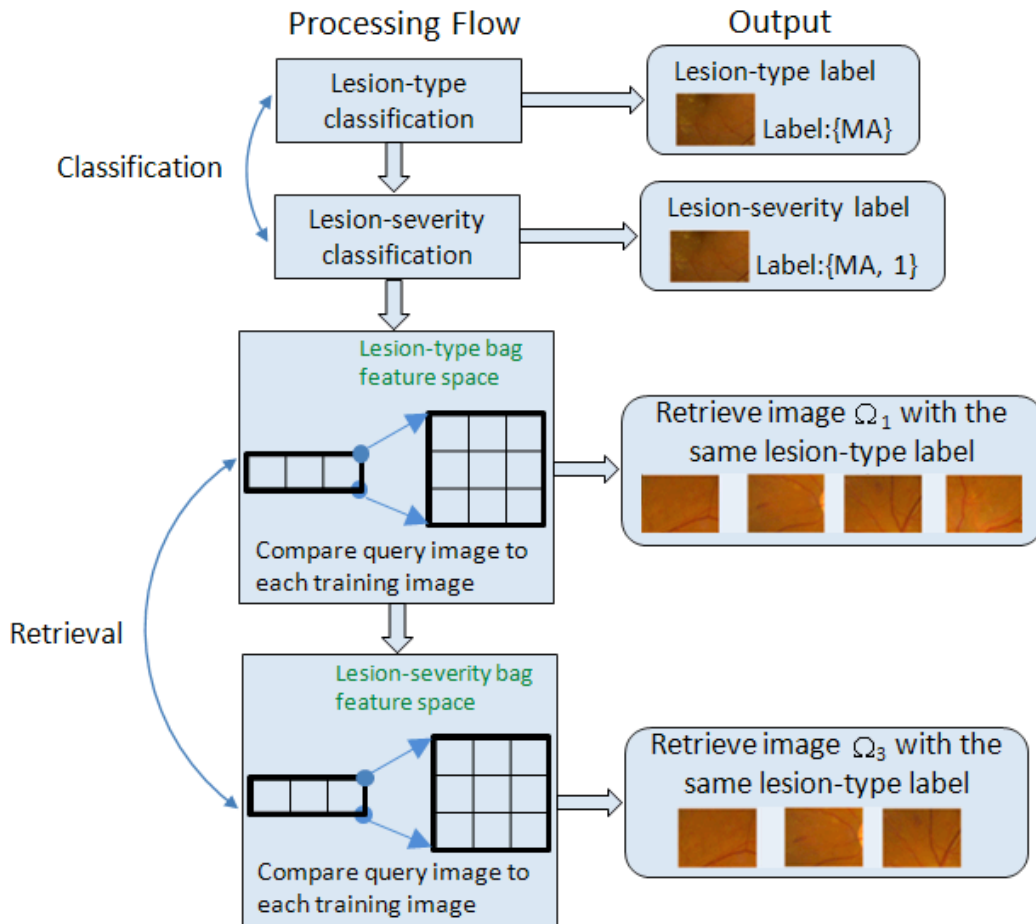 Processing Flow
Output
Lesion-type
classification
Lesion-type label
Label:{MA}
Classification
Lesion-severity
classification
Lesion-severity label
Label:{MA, 1}
Lesion-type bag
feature space
Compare query image to
each training image
Retrieve image Ω₁ with the
same lesion-type label
Retrieval
Lesion-severity bag
feature space
Compare query image to
each training image
Retrieve image Ω₃ with the
same lesion-type label